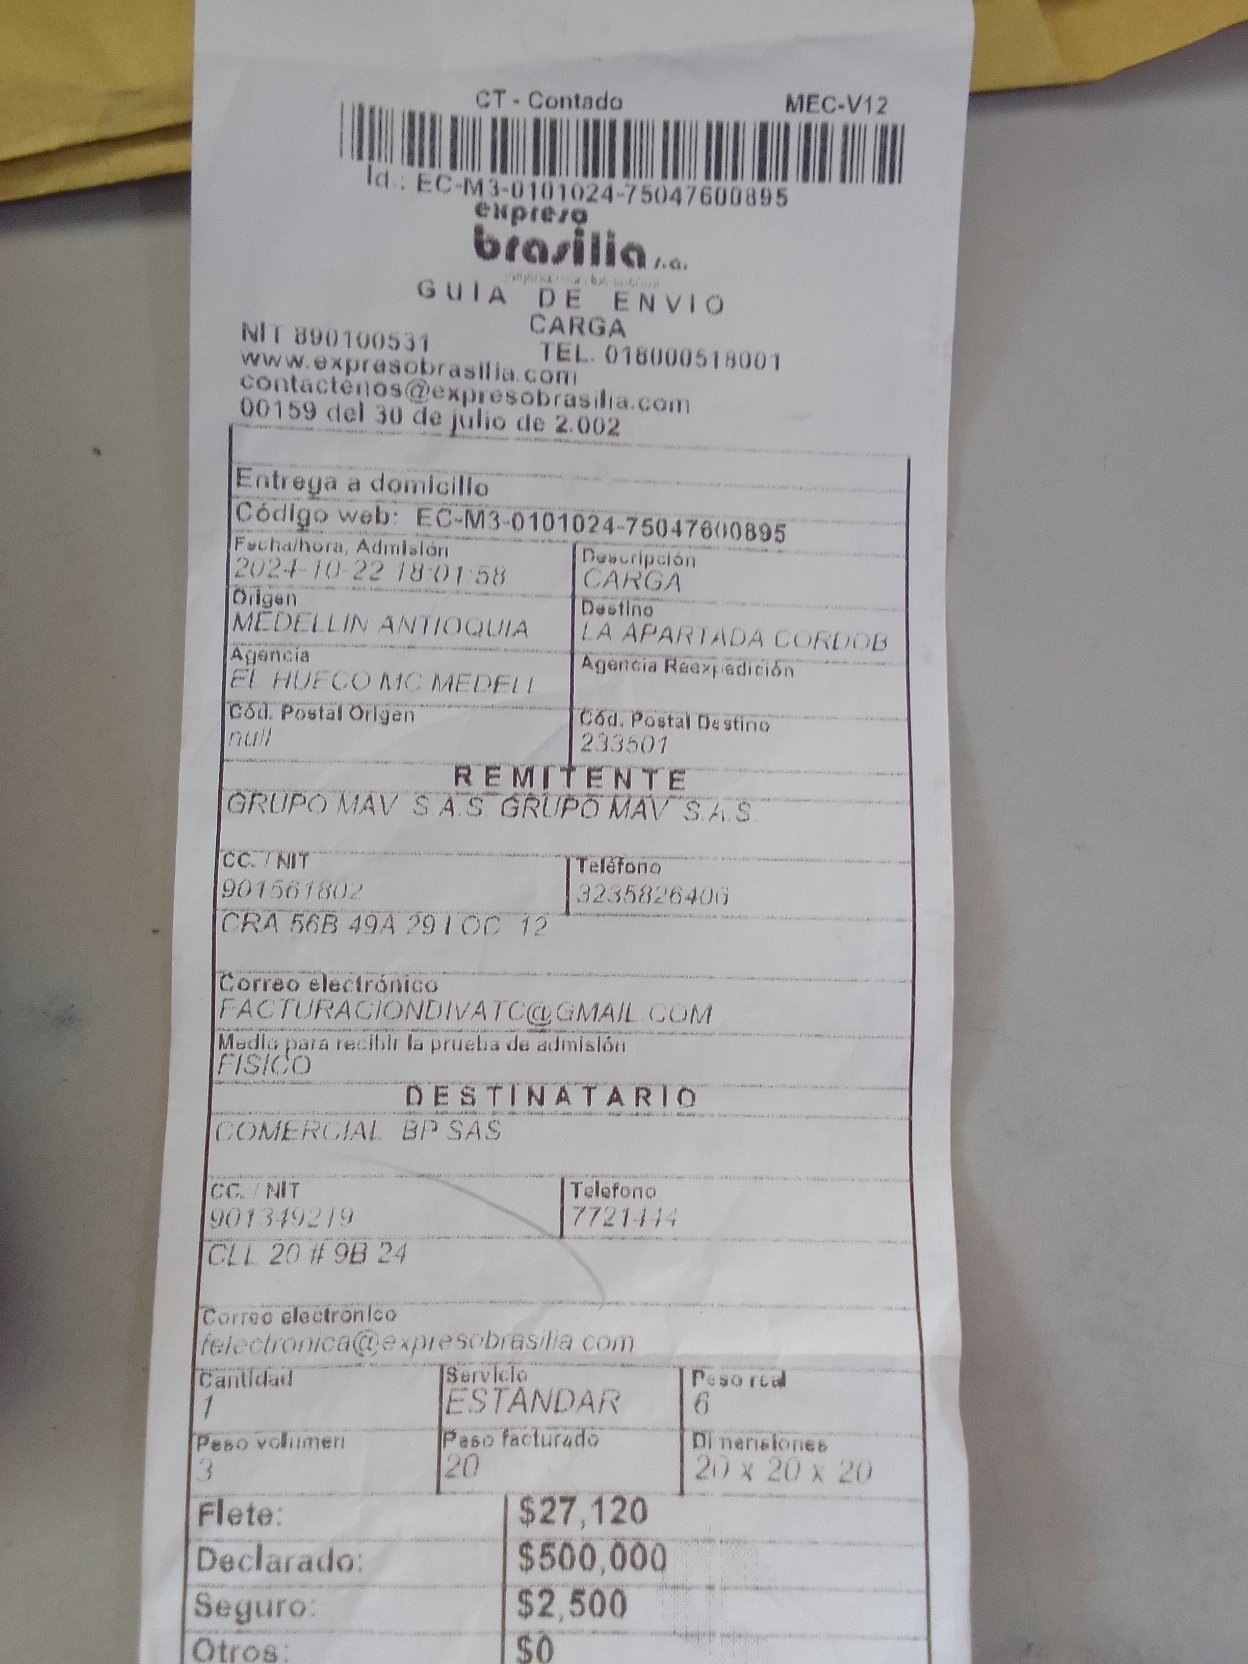 CT - Contado MEC-V12
Id.: EC-M3-0101024-75047600895
expreso
brasilia s.a.
GUIA DE ENVIO
CARGA
NIT 890100531 TEL. 018000518001
www.expresobrasilia.com
contactenos@expresobrasilia.com
00159 del 30 de julio de 2.002
Entrega a domicilio
Código web: EC-M3-0101024-75047600895
Fecha/hora, Admisión Descripción
2024-10-22 18:01:58 CARGA
Origen Destino
MEDELLIN ANTIOQUIA LA APARTADA CORDOB
Agencia Agencia Reexpedición
EL HUECO MC MEDELL
Cód. Postal Origen Cód. Postal Destino
null 233501
REMITENTE
GRUPO MAV S.A.S. GRUPO MAV S.A.S.
CC. / NIT Teléfono
901561802 3235826406
CRA 56B 49A 29 LOC 12
Correo electrónico
FACTURACIONDIVATC@GMAIL.COM
Medio para recibir la prueba de admisión
FISICO
DESTINATARIO
COMERCIAL BP SAS
CC. / NIT Telefono
901349219 7721444
CLL 20 # 9B 24
Correo electrónico
felectronica@expresobrasilia.com
Cantidad Servicio Peso real
1 ESTANDAR 6
Peso volumen Peso facturado Dimensiones
3 20 20 x 20 x 20
Flete: $27,120
Declarado: $500,000
Seguro: $2,500
Otros: $0